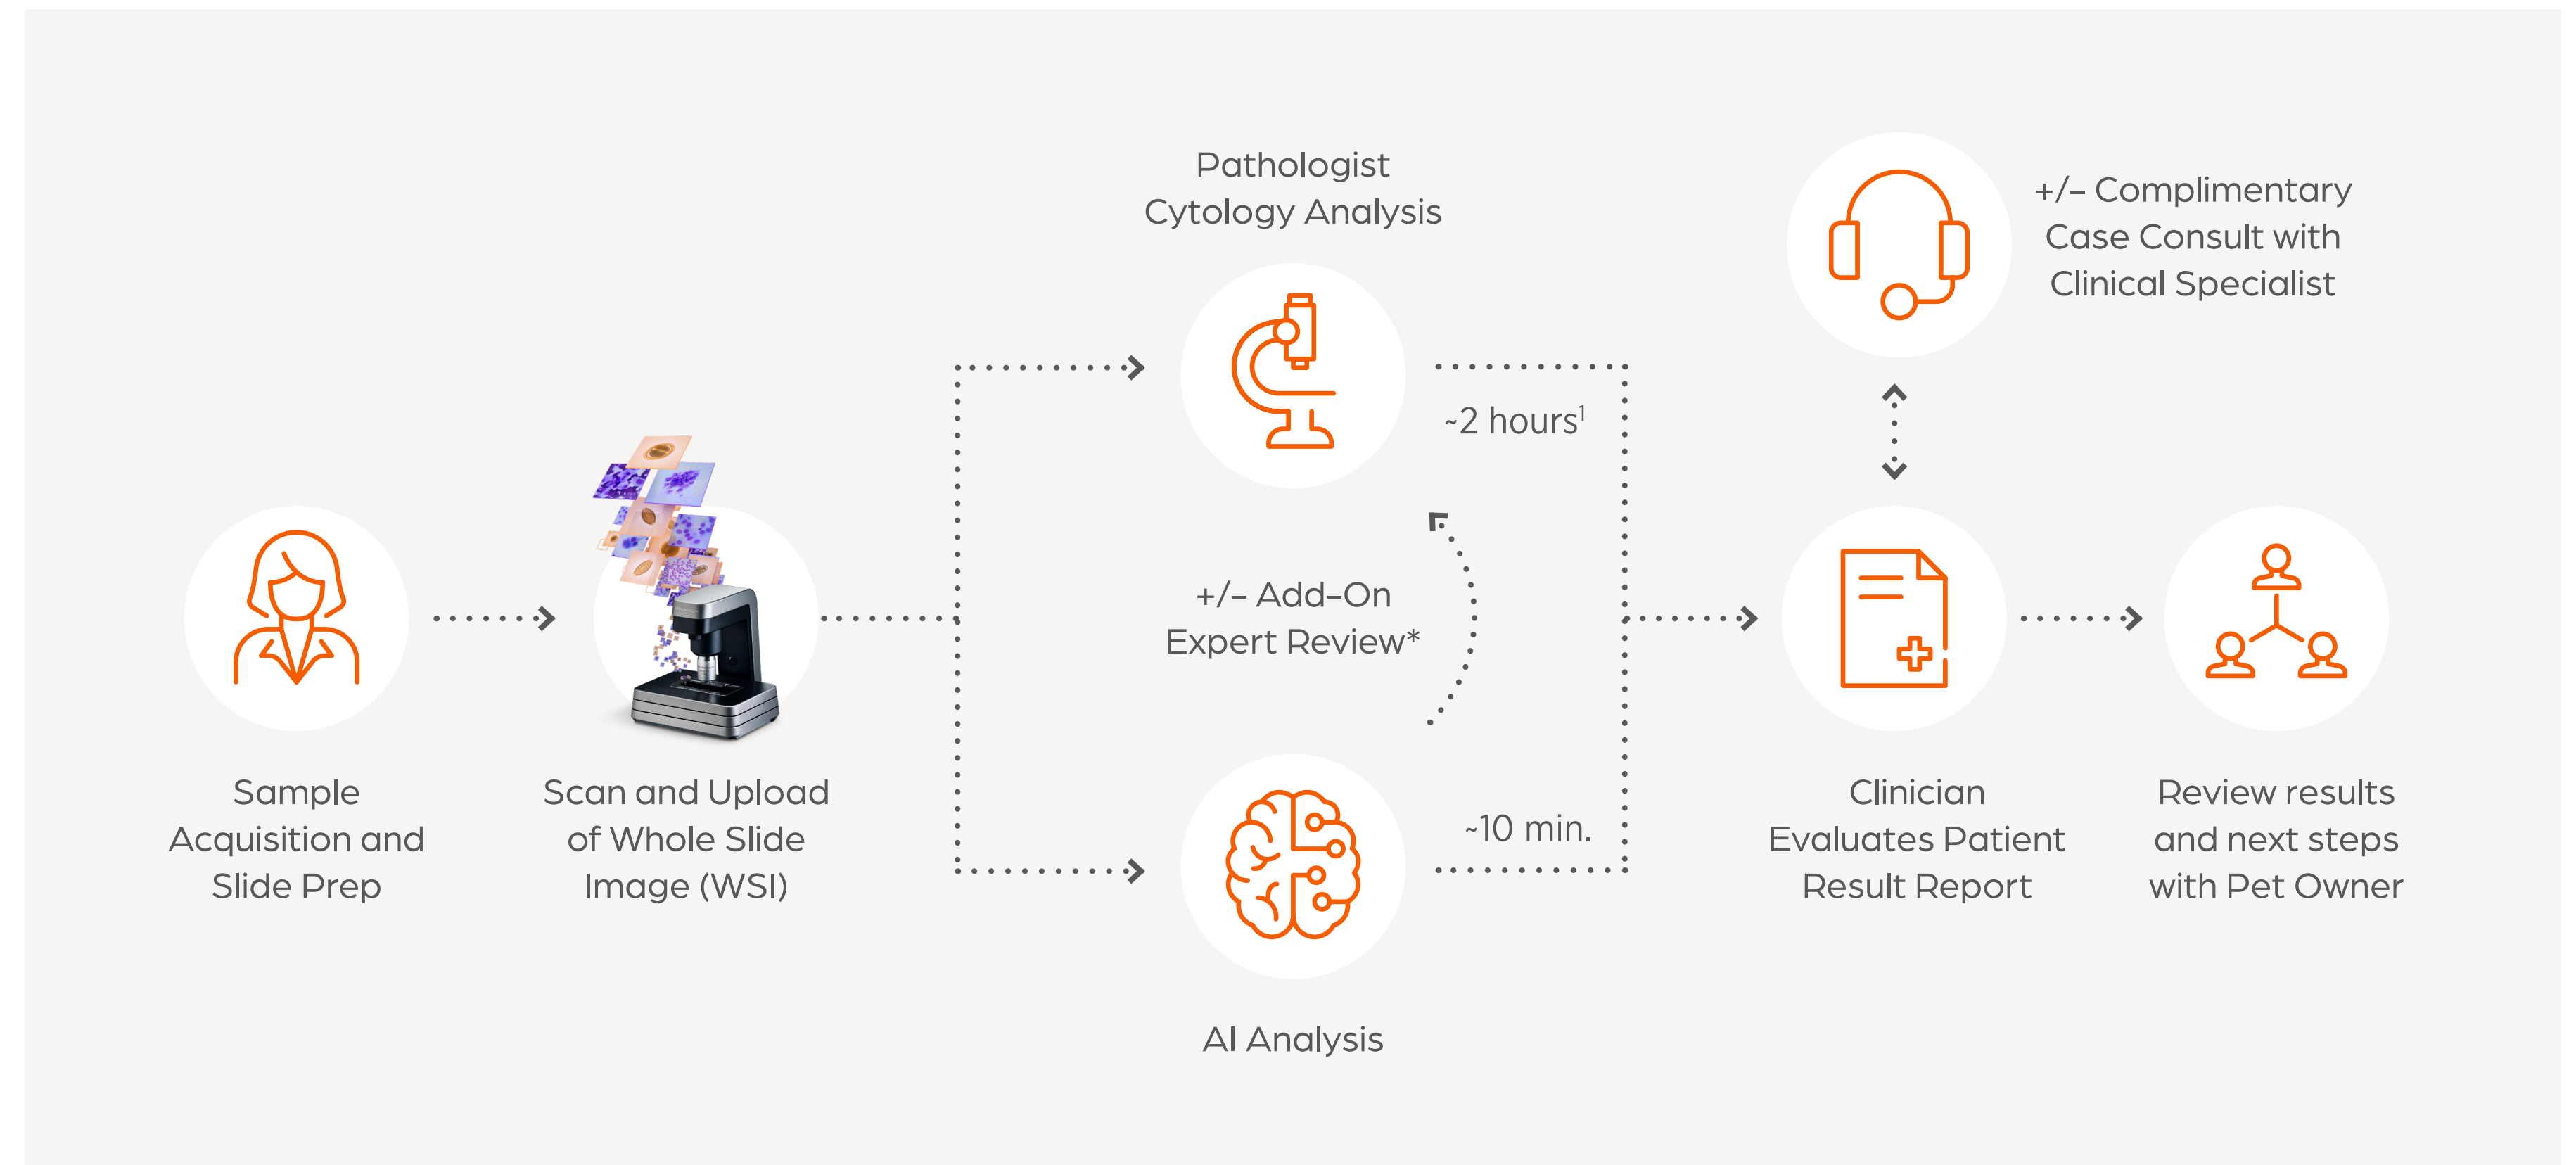 Sample
Acquisition and
Slide Prep
Scan and Upload
of Whole Slide
Image (WSI)
Pathologist
Cytology Analysis
~2 hours¹
+/- Add-On
Expert Review*
~10 min.
AI Analysis
+/- Complimentary
Case Consult with
Clinical Specialist
Clinician
Evaluates Patient
Result Report
Review results
and next steps
with Pet Owner